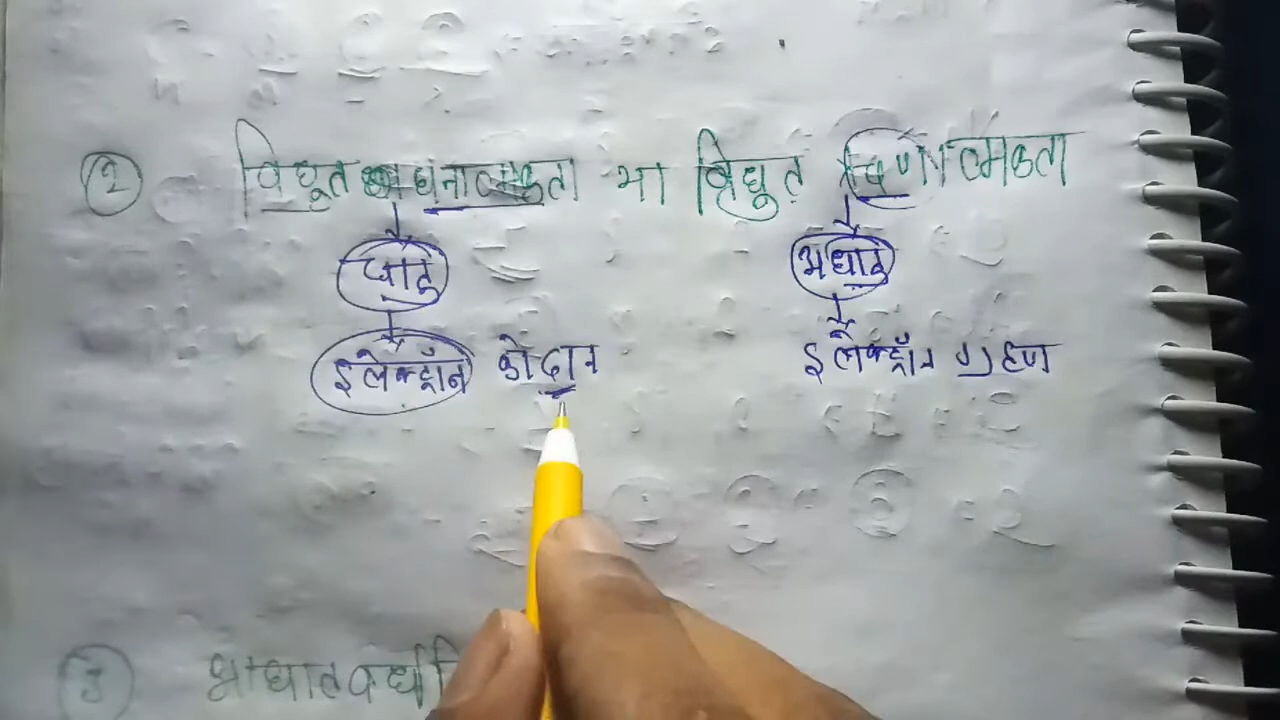 ② विधूत धनात्मकता या विधूत ऋणात्मकता
धातु अधातु
इलेक्ट्रॉन को दान इलेक्ट्रॉन ग्रहण
③